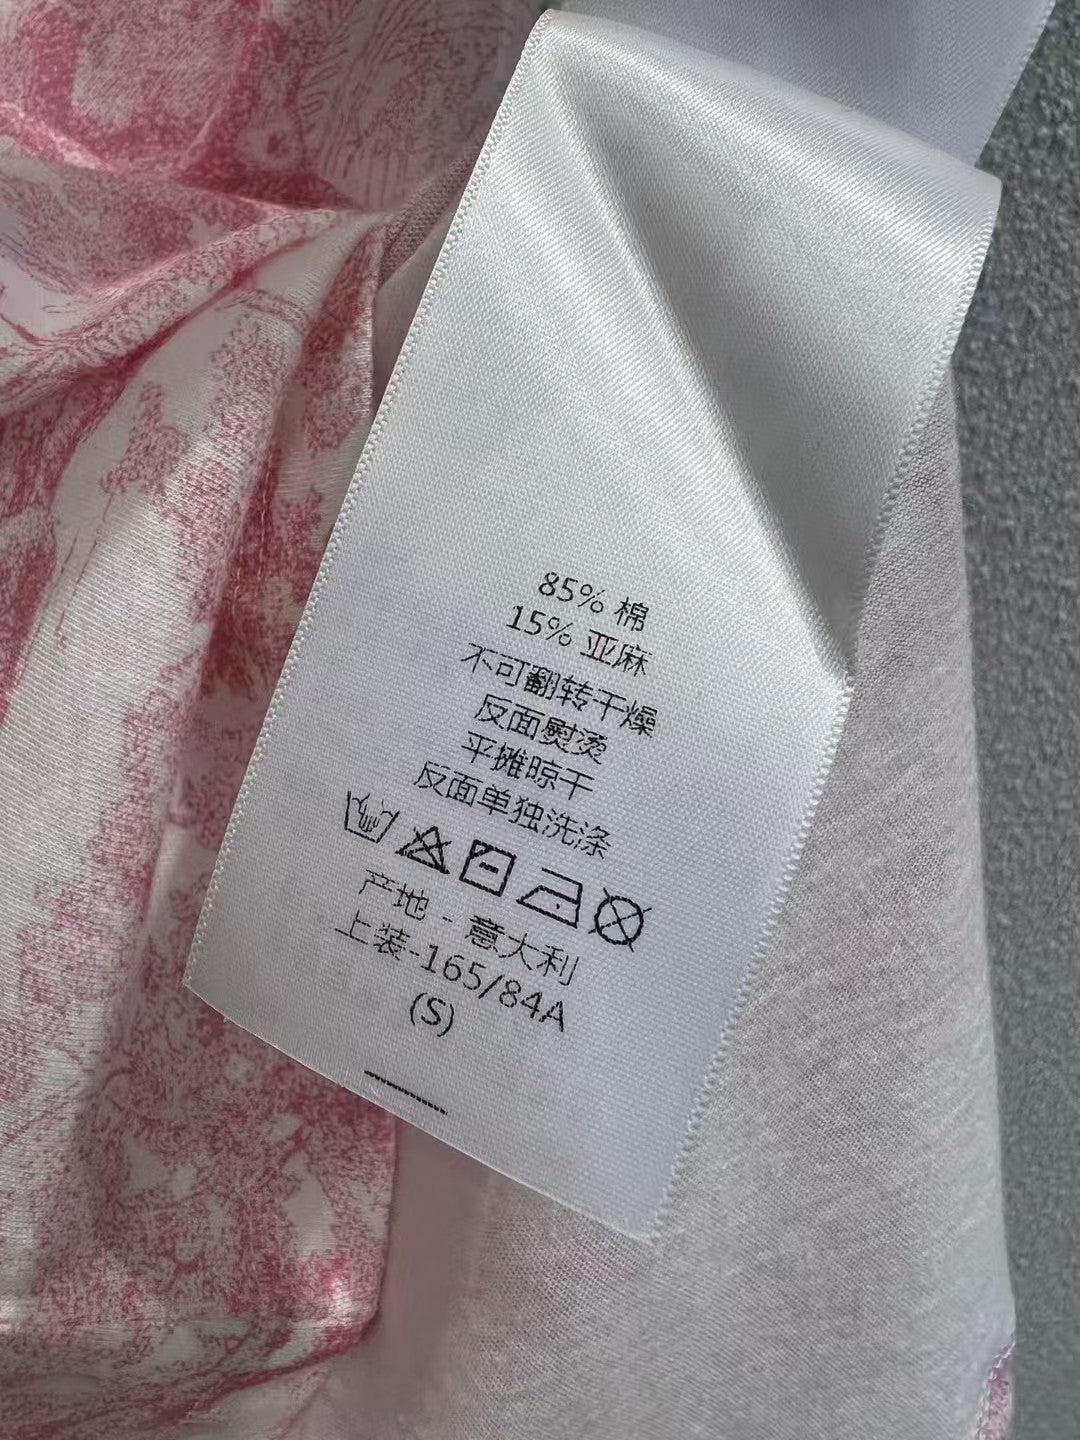 85% 棉
15% 亚麻
不可翻转干燥
反面熨烫
平摊晾干
反面单独洗涤
产地 - 意大利
上装-165/84A
(S)